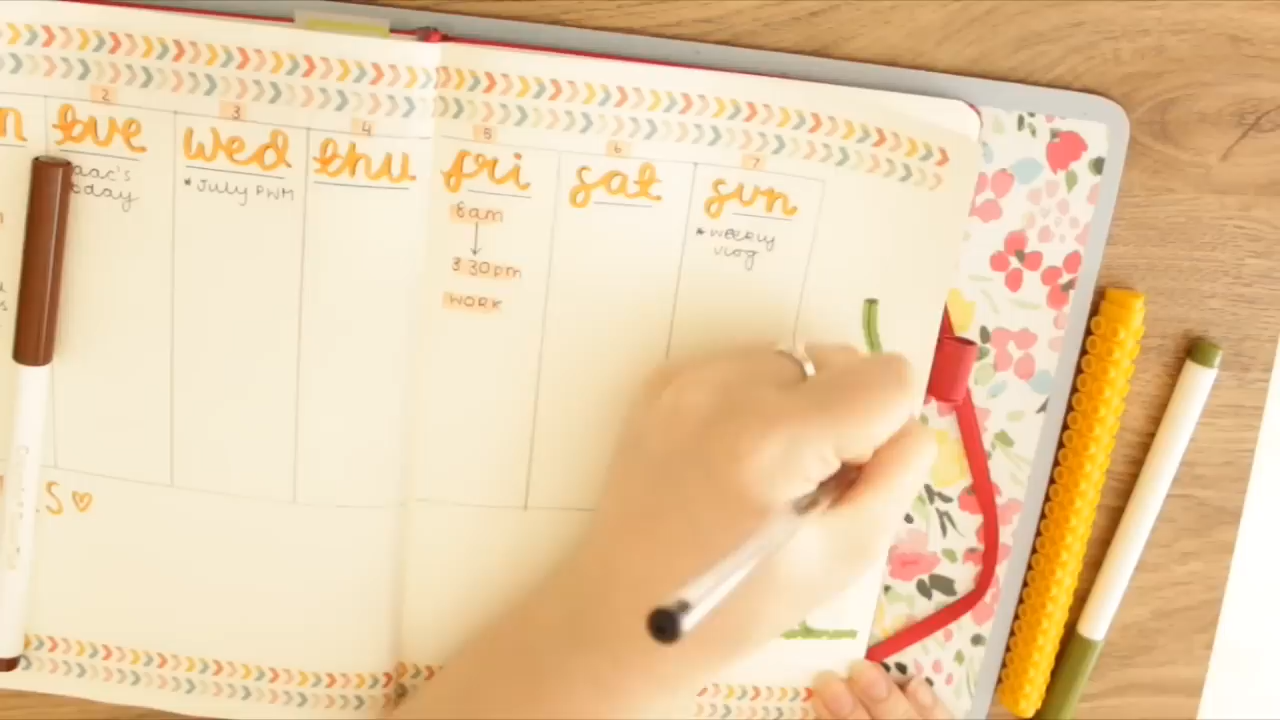 2 3 4 5 6 7
tue wed thu fri sat sun
* July PWM
6am
3:30pm
WORK
* weekly
vlog
S ♡